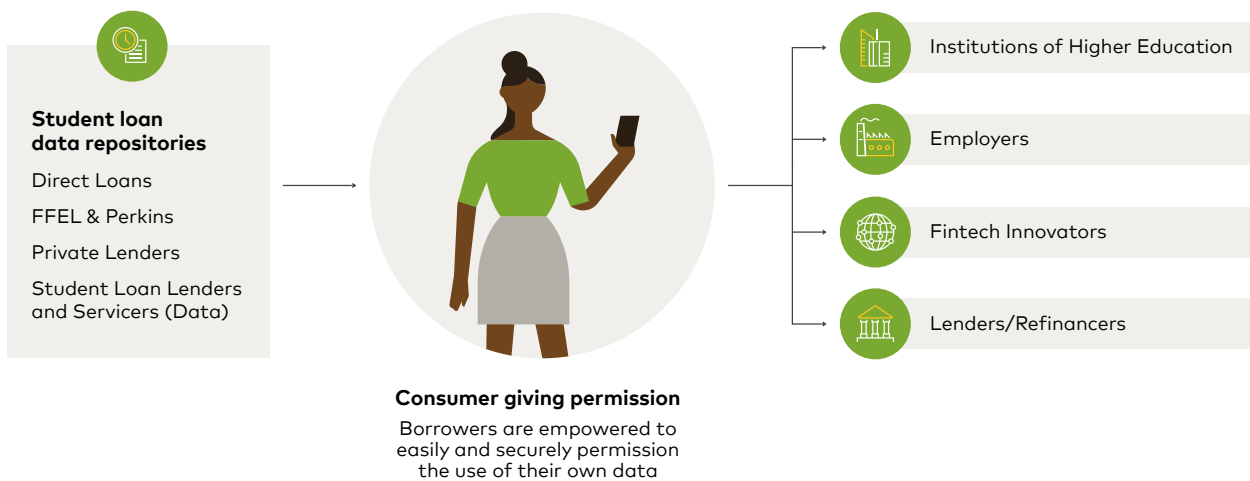 Student loan
data repositories
Direct Loans
FFEL & Perkins
Private Lenders
Student Loan Lenders
and Servicers (Data)
Consumer giving permission
Borrowers are empowered to
easily and securely permission
the use of their own data
Institutions of Higher Education
Employers
Fintech Innovators
Lenders/Refinancers